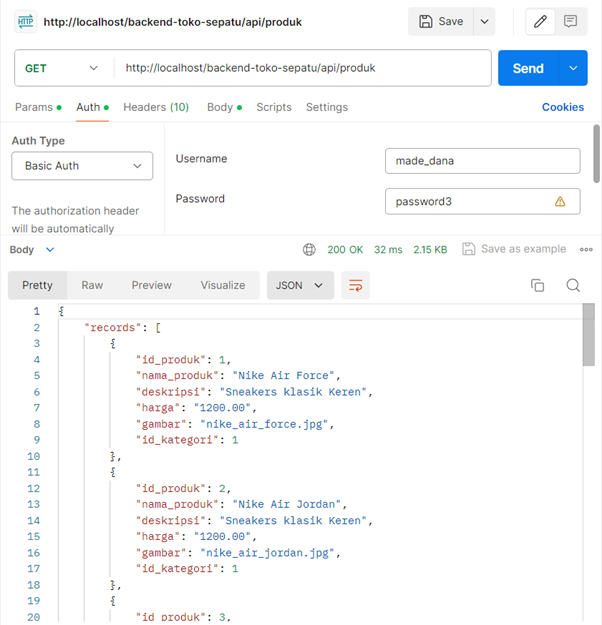 HTTP http://localhost/backend-toko-sepatu/api/produk Save
GET http://localhost/backend-toko-sepatu/api/produk Send
Params Auth Headers (10) Body Scripts Settings Cookies
Auth Type
Basic Auth
The authorization header
will be automatically
Username made_dana
Password password3
Body 200 OK 32 ms 2.15 KB Save as example
Pretty Raw Preview Visualize JSON
1 {
2 "records": [
3 {
4 "id_produk": 1,
5 "nama_produk": "Nike Air Force",
6 "deskripsi": "Sneakers klasik Keren",
7 "harga": "1200.00",
8 "gambar": "nike_air_force.jpg",
9 "id_kategori": 1
10 },
11 {
12 "id_produk": 2,
13 "nama_produk": "Nike Air Jordan",
14 "deskripsi": "Sneakers klasik Keren",
15 "harga": "1200.00",
16 "gambar": "nike_air_jordan.jpg",
17 "id_kategori": 1
18 },
19 {
20 "id_produk": 3,